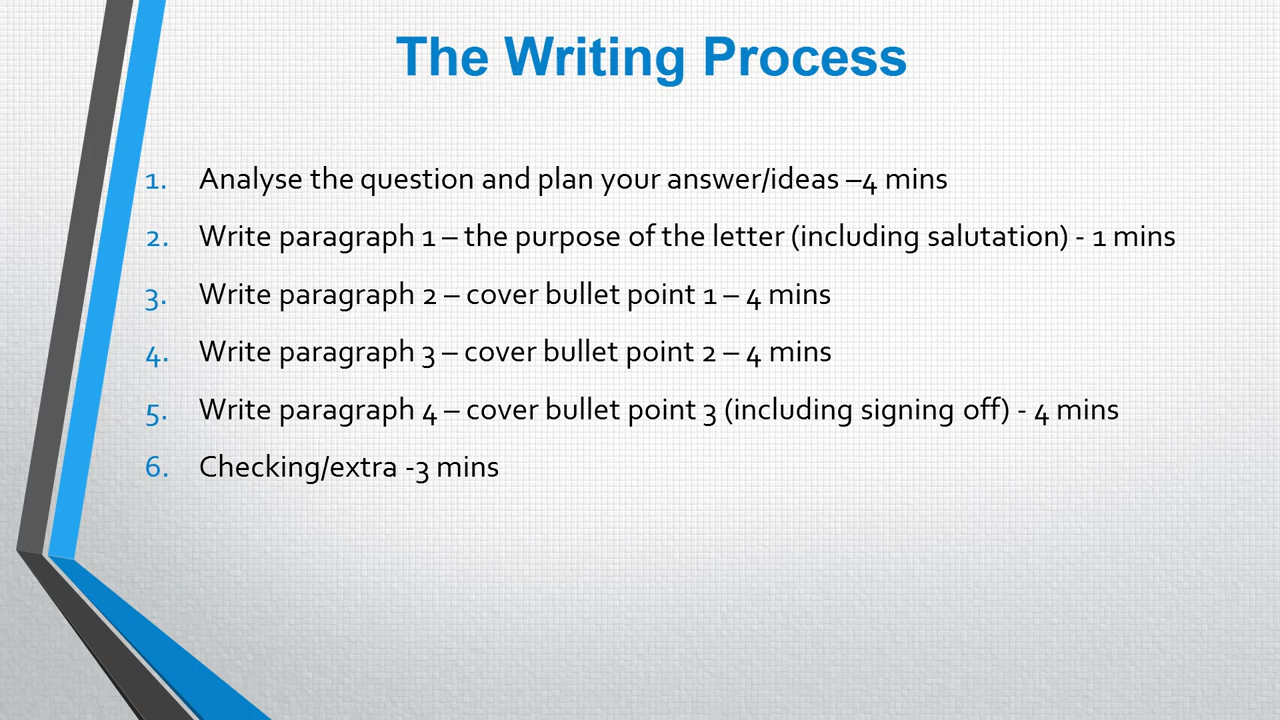 The Writing Process
1. Analyse the question and plan your answer/ideas –4 mins
2. Write paragraph 1 – the purpose of the letter (including salutation) - 1 mins
3. Write paragraph 2 – cover bullet point 1 – 4 mins
4. Write paragraph 3 – cover bullet point 2 – 4 mins
5. Write paragraph 4 – cover bullet point 3 (including signing off) - 4 mins
6. Checking/extra -3 mins